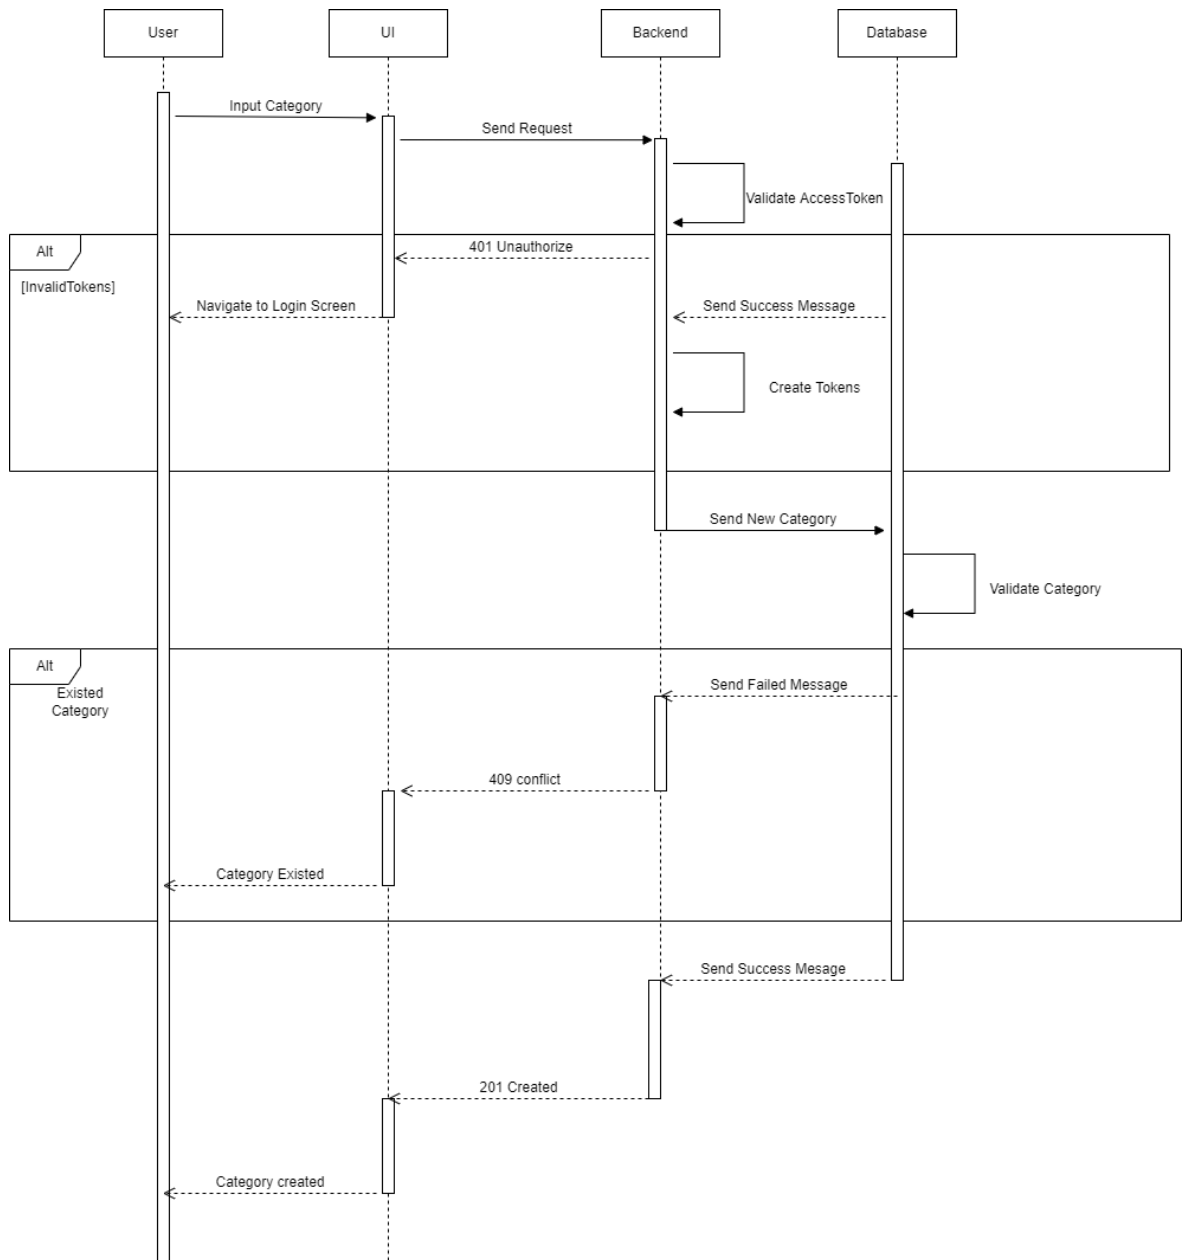 User
UI
Backend
Database
Input Category
Send Request
Validate AccessToken
Alt
401 Unauthorize
[InvalidTokens]
Navigate to Login Screen
Send Success Message
Create Tokens
Send New Category
Validate Category
Alt
Existed
Category
Send Failed Message
409 conflict
Category Existed
Send Success Mesage
201 Created
Category created